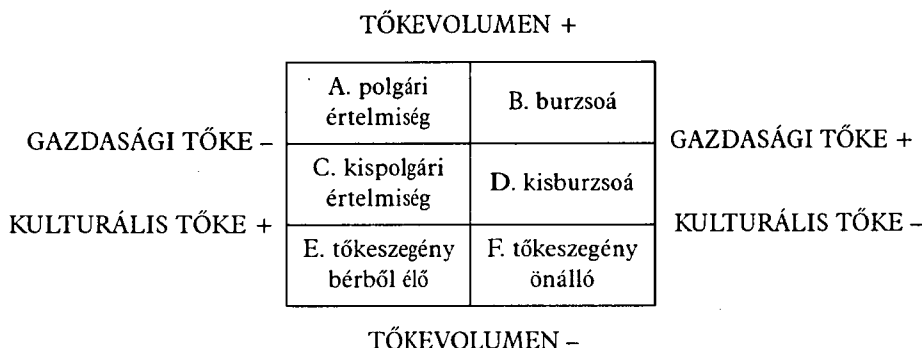 TŐKEVOLUMEN +
A. polgári
értelmiség
B. burzsoá
GAZDASÁGI TŐKE –
GAZDASÁGI TŐKE +
C. kispolgári
értelmiség
D. kisburzsoá
KULTURÁLIS TŐKE +
KULTURÁLIS TŐKE –
E. tőkeszegény
bérből élő
F. tőkeszegény
önálló
TŐKEVOLUMEN –